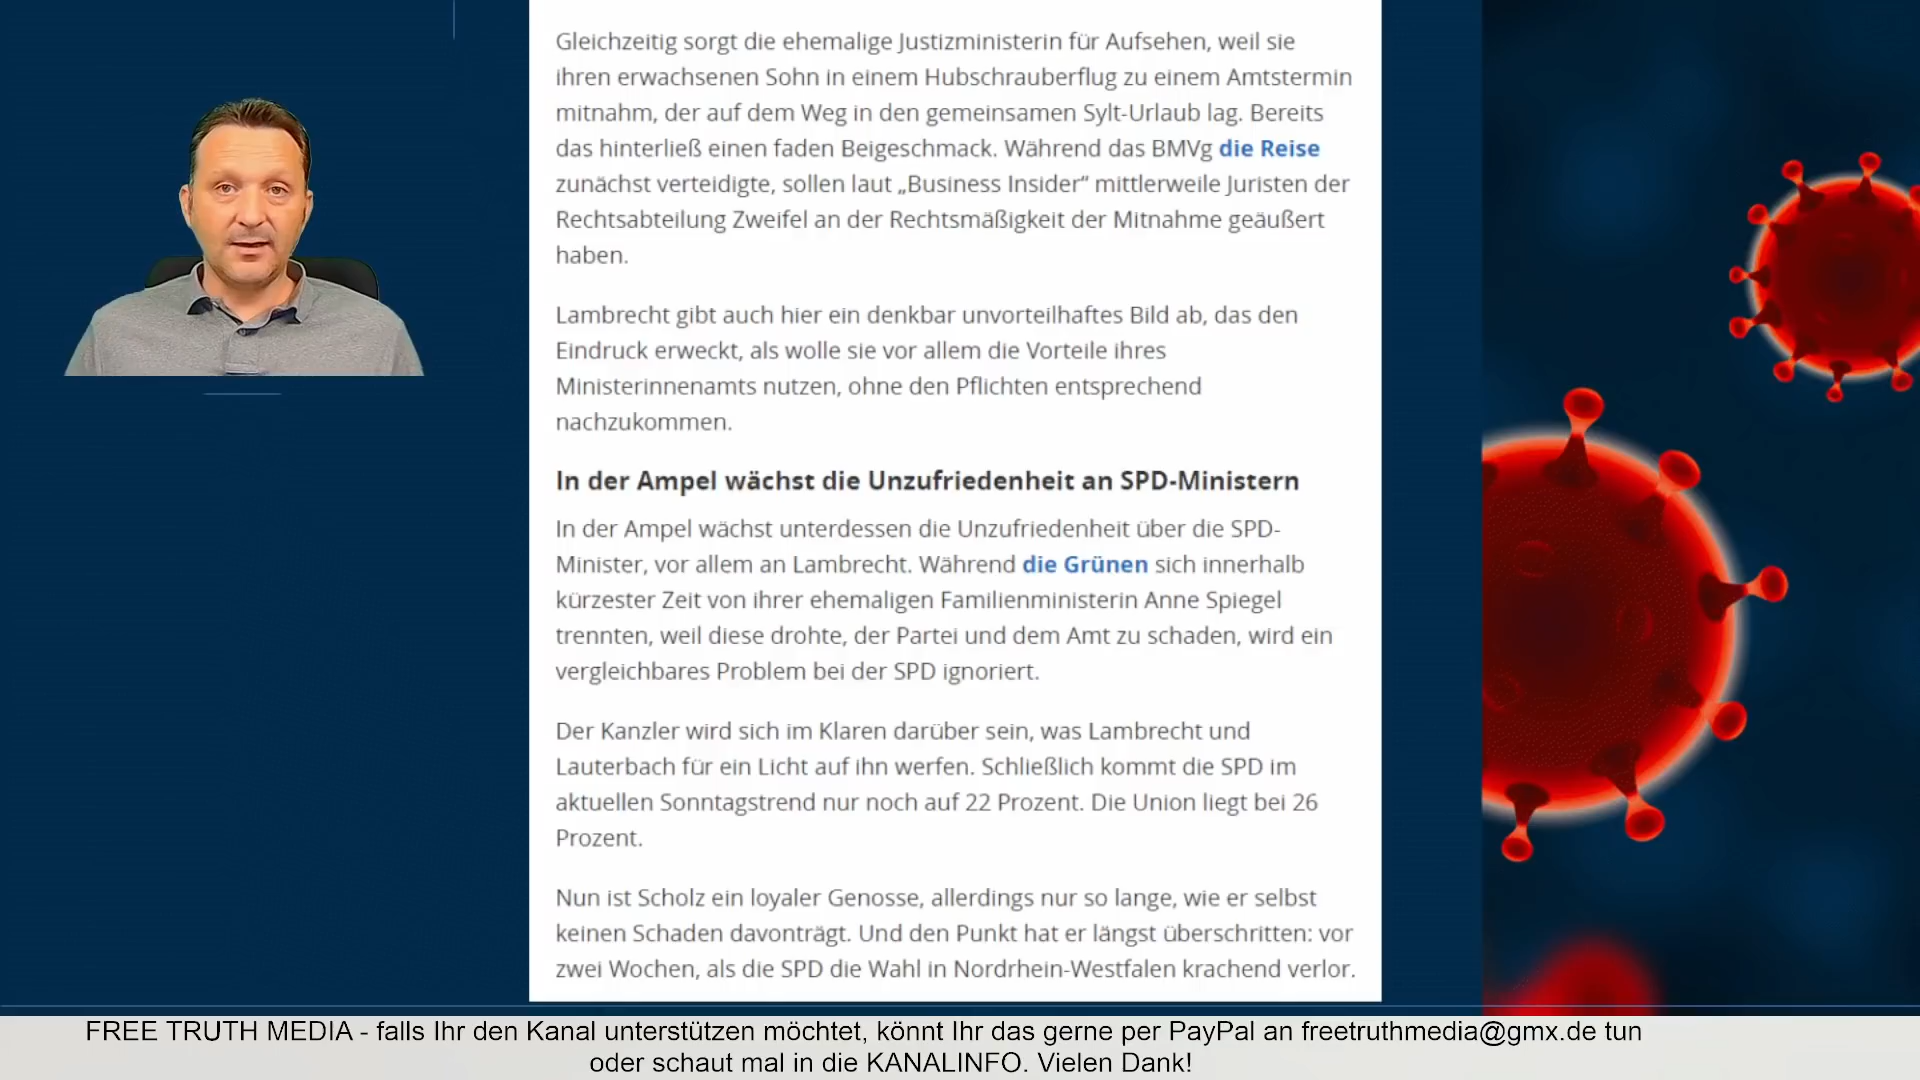 Gleichzeitig sorgt die ehemalige Justizministerin für Aufsehen, weil sie
ihren erwachsenen Sohn in einem Hubschrauberflug zu einem Amtstermin
mitnahm, der auf dem Weg in den gemeinsamen Sylt-Urlaub lag. Bereits
das hinterließ einen faden Beigeschmack. Während das BMVg die Reise
zunächst verteidigte, sollen laut „Business Insider“ mittlerweile Juristen der
Rechtsabteilung Zweifel an der Rechtsmäßigkeit der Mitnahme geäußert
haben.
Lambrecht gibt auch hier ein denkbar unvorteilhaftes Bild ab, das den
Eindruck erweckt, als wolle sie vor allem die Vorteile ihres
Ministerinnenamts nutzen, ohne den Pflichten entsprechend
nachzukommen.
In der Ampel wächst die Unzufriedenheit an SPD-Ministern
In der Ampel wächst unterdessen die Unzufriedenheit über die SPD-
Minister, vor allem an Lambrecht. Während die Grünen sich innerhalb
kürzester Zeit von ihrer ehemaligen Familienministerin Anne Spiegel
trennten, weil diese drohte, der Partei und dem Amt zu schaden, wird ein
vergleichbares Problem bei der SPD ignoriert.
Der Kanzler wird sich im Klaren darüber sein, was Lambrecht und
Lauterbach für ein Licht auf ihn werfen. Schließlich kommt die SPD im
aktuellen Sonntagstrend nur noch auf 22 Prozent. Die Union liegt bei 26
Prozent.
Nun ist Scholz ein loyaler Genosse, allerdings nur so lange, wie er selbst
keinen Schaden davonträgt. Und den Punkt hat er längst überschritten: vor
zwei Wochen, als die SPD die Wahl in Nordrhein-Westfalen krachend verlor.
FREE TRUTH MEDIA - falls Ihr den Kanal unterstützen möchtet, könnt Ihr das gerne per PayPal an freetruthmedia@gmx.de tun
oder schaut mal in die KANALINFO. Vielen Dank!